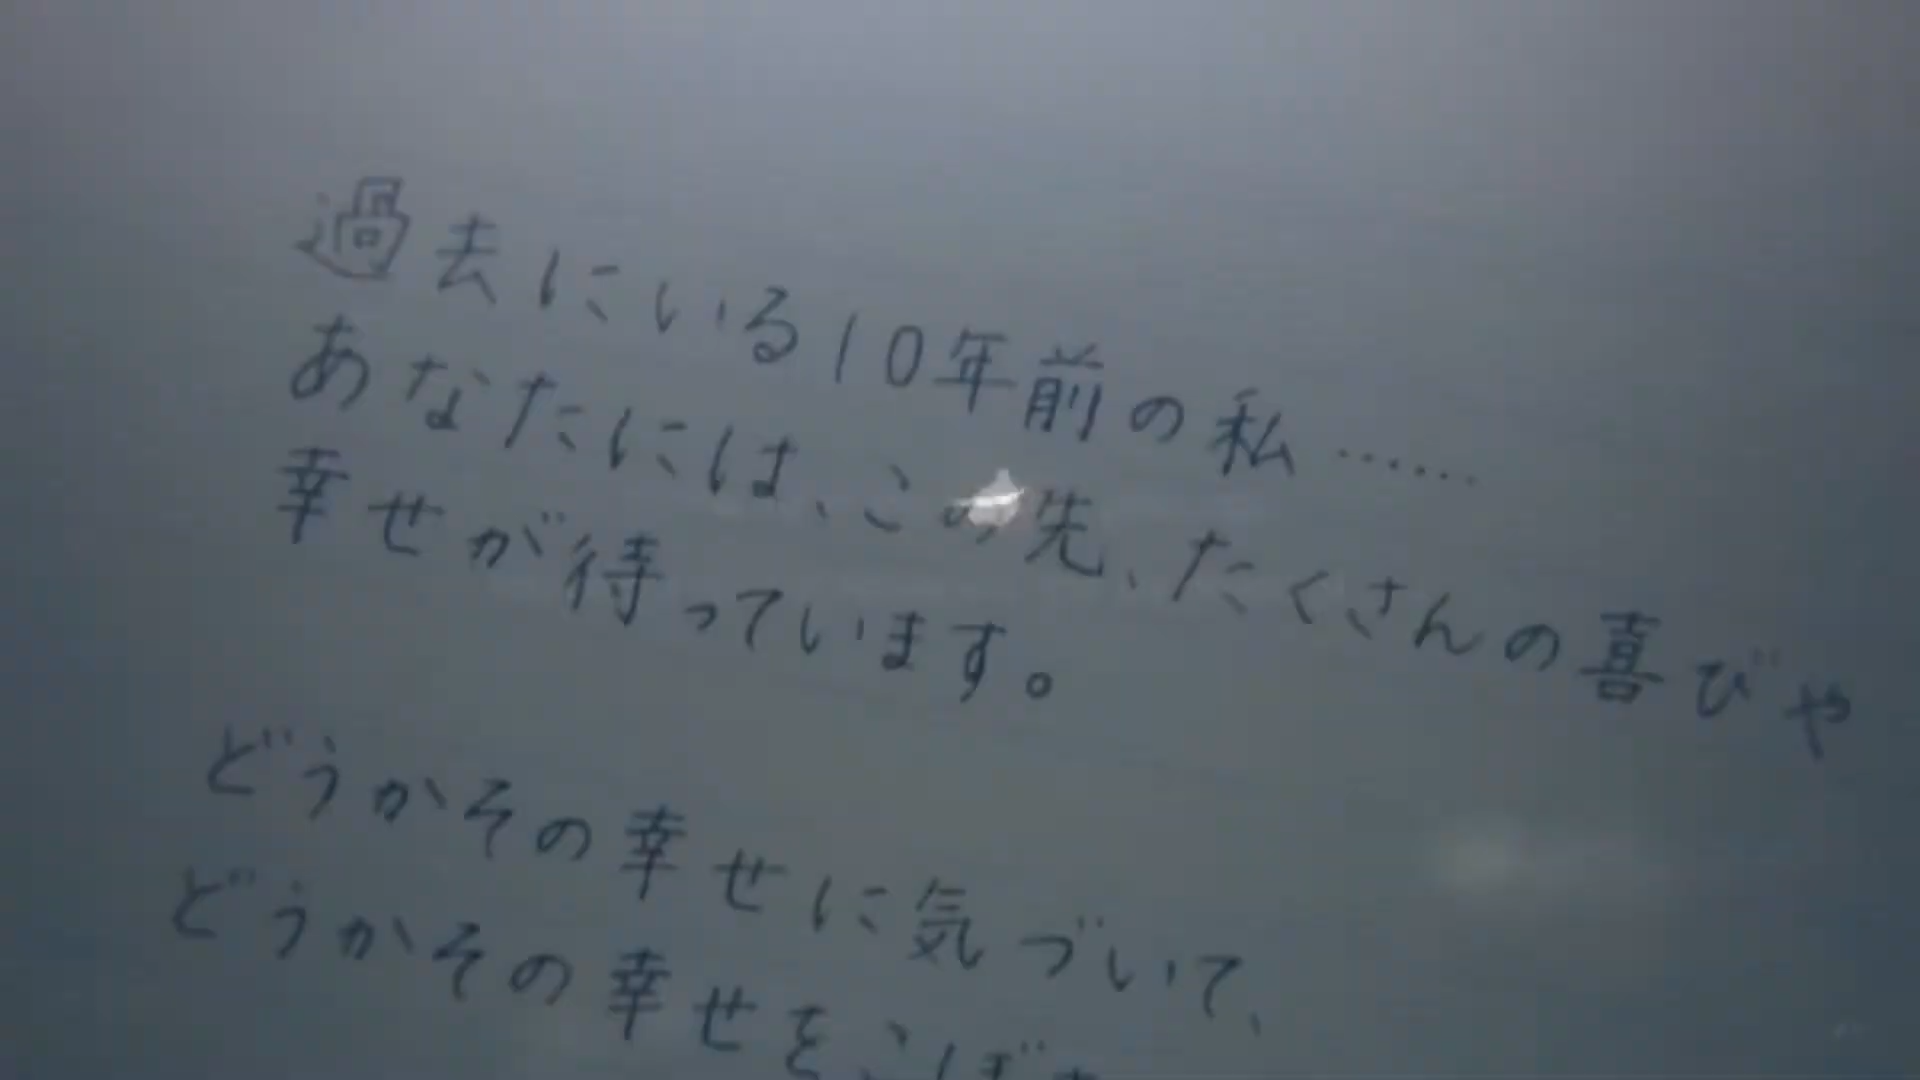 過去にいる10年前の私……
あなたには、この先、たくさんの喜びや
幸せが待っています。
どうかその幸せに気づいて、
どうかその幸せをこぼ